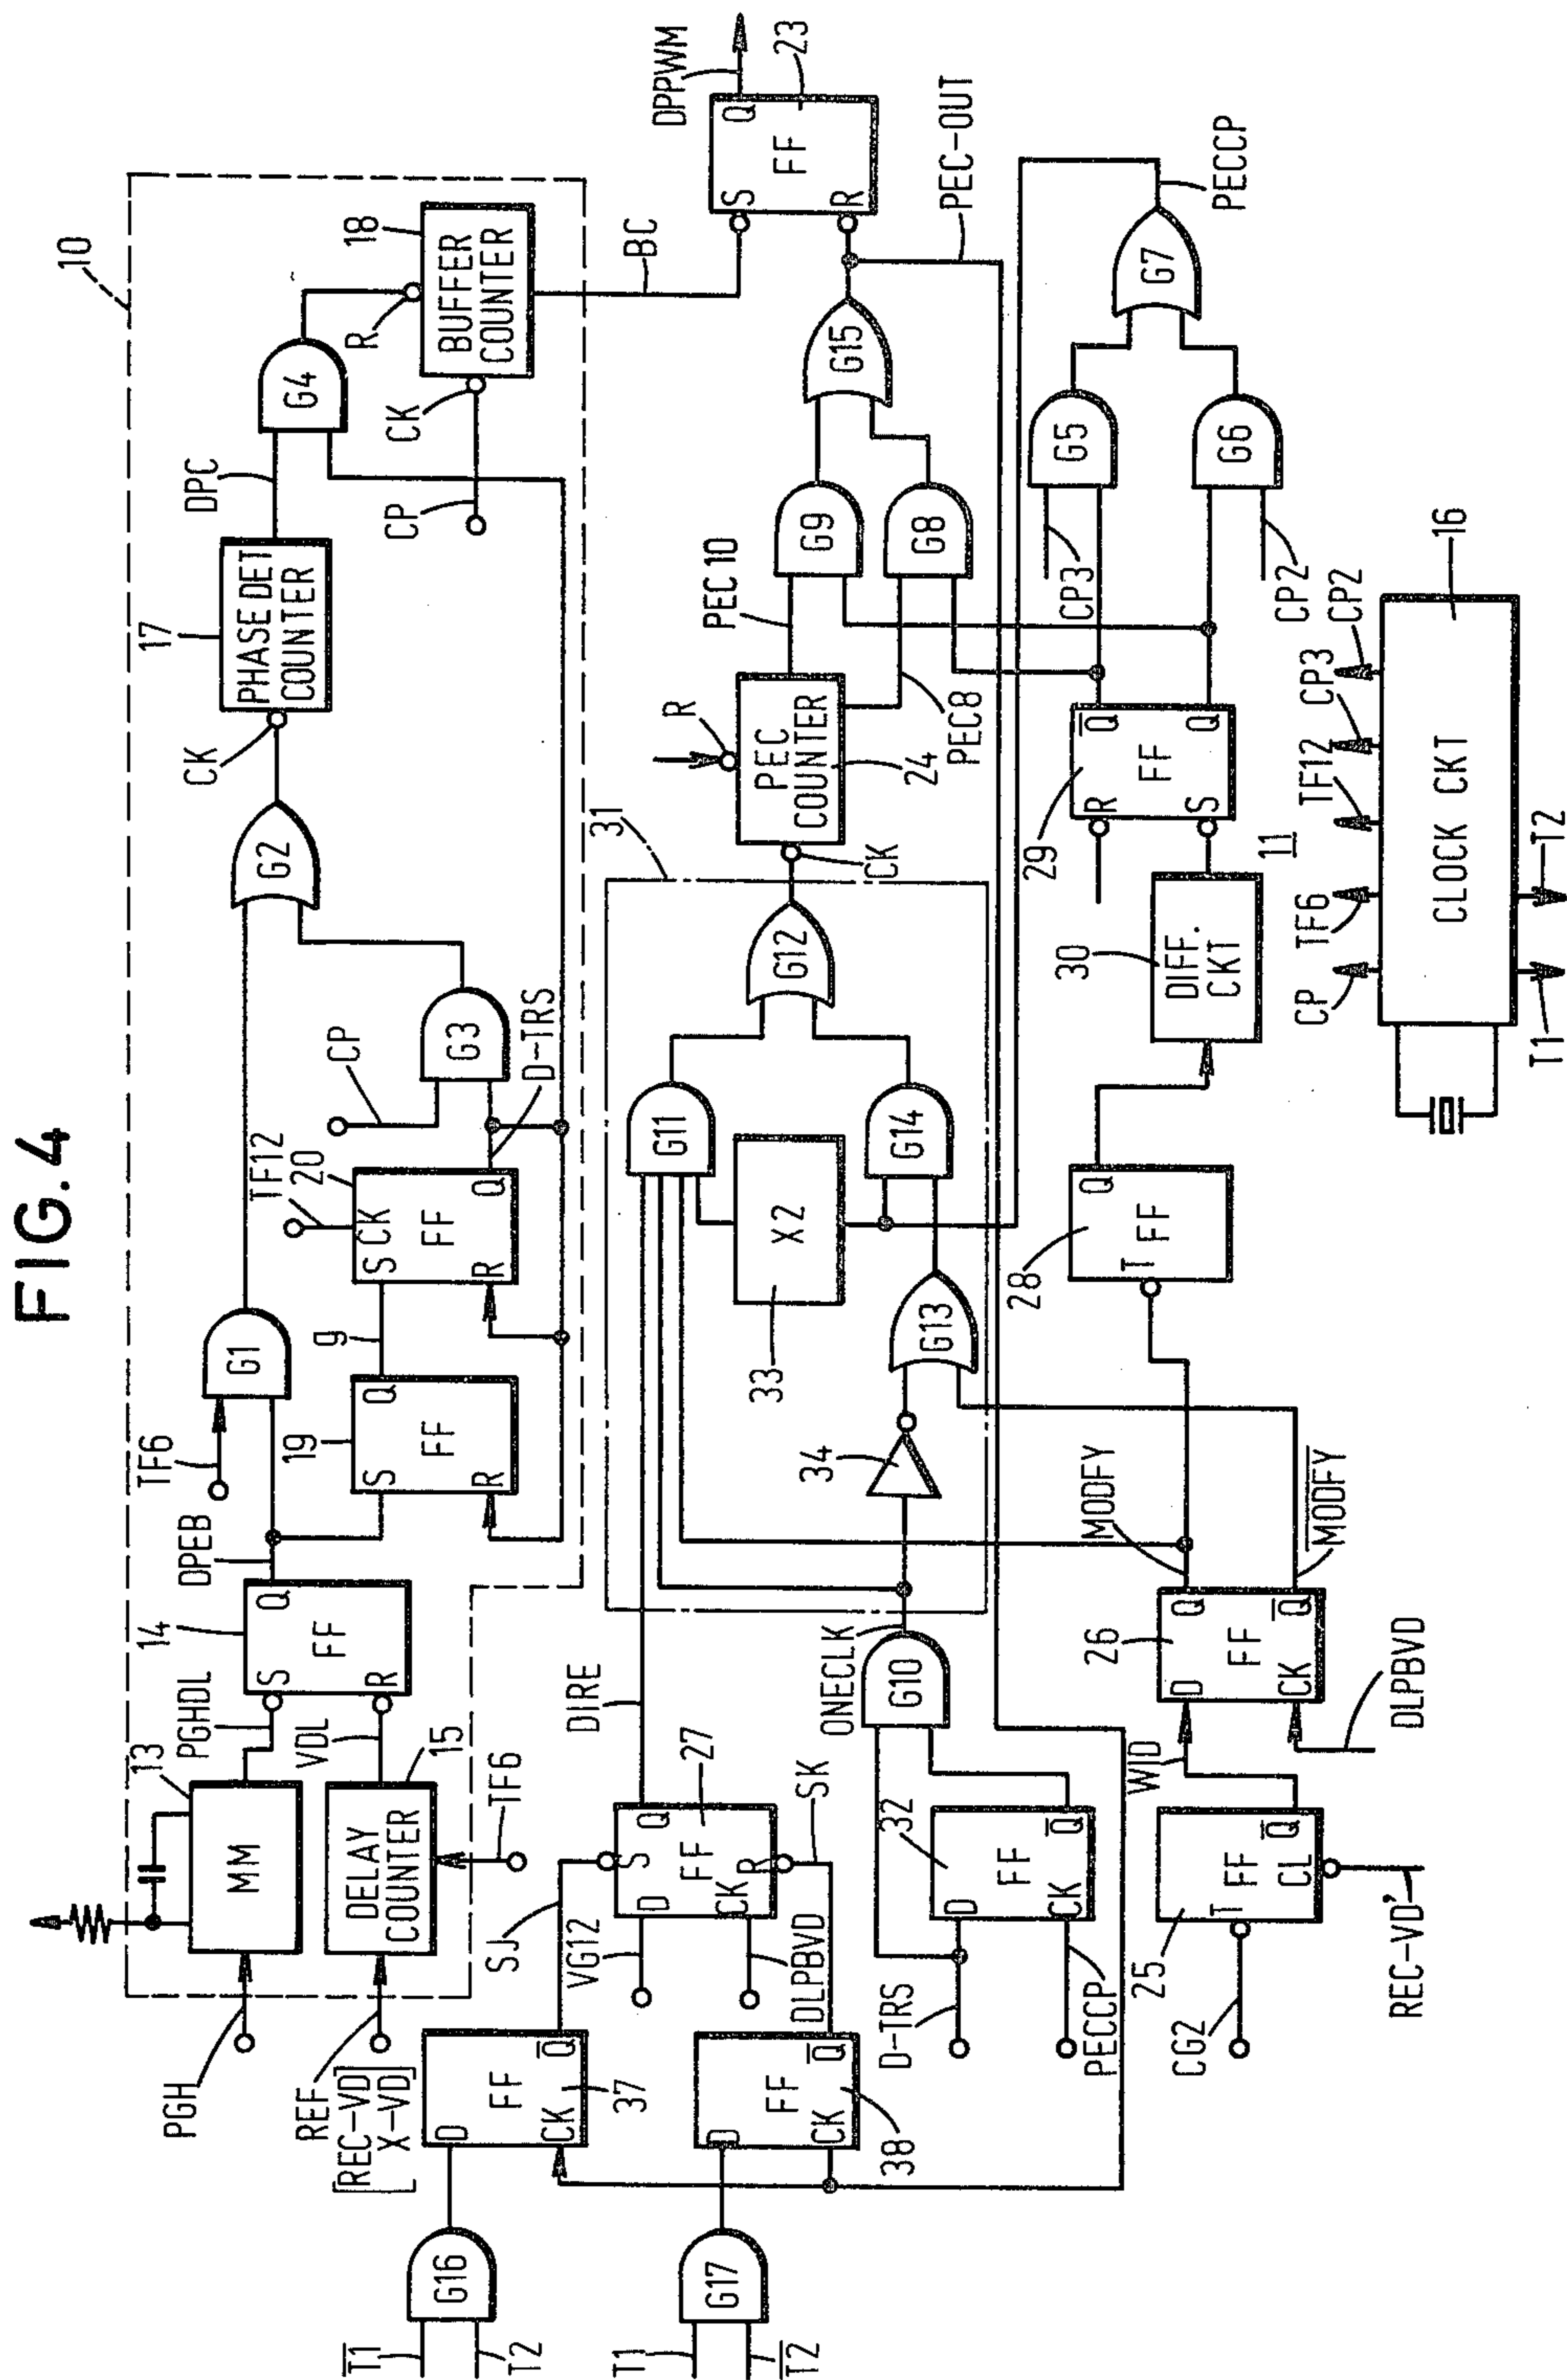 FIG. 4
10
PGH
13
MM
PGHDL
14
S
Q
FF
R
DPEB
TF6
G1
G2
CK
17
PHASE DET
COUNTER
DPC
G4
R
18
BUFFER
COUNTER
CK
CP
BC
REF
[REC-VD]
[X-VD]
DELAY
COUNTER
15
VDL
TF6
19
S
Q
FF
R
9
TF12
20
S
CK
FF
R
Q
CP
G3
D-TRS
S
Q
FF
R
23
DPPWM
PEC-OUT
T1̅
T2
G16
D
Q̅
FF
CK
37
SJ
VG12
DLPBVD
S
D
Q
FF
CK
R
27
DIRE
SK
31
G11
X2
33
G12
G14
G13
34
CK
R
PEC
COUNTER
24
PEC 10
PEC8
G9
G8
G15
T1
T2̅
G17
D
Q̅
FF
CK
38
D-TRS
PECCP
D
32
FF
CK
Q̅
G10
ONECLK
CP3
G5
G6
CP2
G7
PECCP
CG2
25
T
FF
Q̅
CL
REC-VD'
WID
26
D
Q
FF
CK
Q̅
DLPBVD
MODFY
M̅O̅D̅F̅Y̅
28
T
Q
FF
30
DIFF.
CKT
29
R
Q̅
FF
S
Q
11
CP
TF6
TF12
CP3
CP2
CLOCK CKT
16
T1
T2